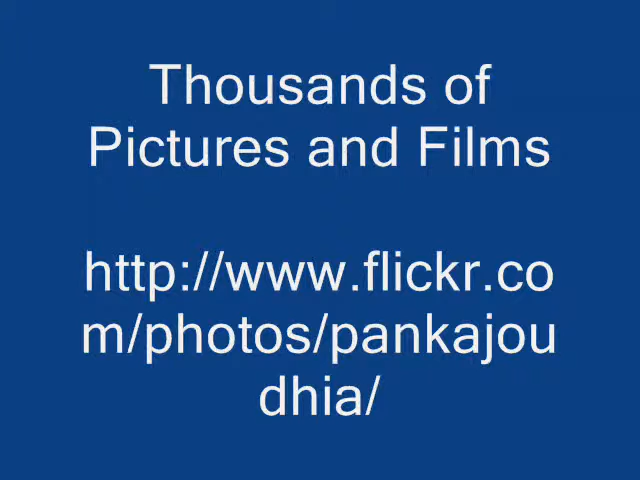 Thousands of
Pictures and Films
http://www.flickr.co
m/photos/pankajou
dhia/